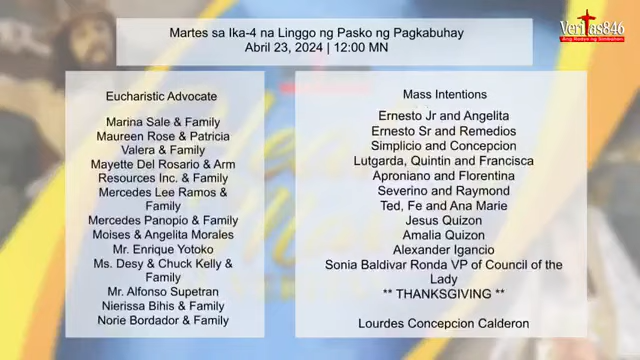 Martes sa Ika-4 na Linggo ng Pasko ng Pagkabuhay
Abril 23, 2024 | 12:00 MN
Veritas846
Ang Radyo ng Simbahan
Eucharistic Advocate
Marina Sale & Family
Maureen Rose & Patricia
Valera & Family
Mayette Del Rosario & Arm
Resources Inc. & Family
Mercedes Lee Ramos &
Family
Mercedes Panopio & Family
Moises & Angelita Morales
Mr. Enrique Yotoko
Ms. Desy & Chuck Kelly &
Family
Mr. Alfonso Supetran
Nierissa Bihis & Family
Norie Bordador & Family
Mass Intentions
Ernesto Jr and Angelita
Ernesto Sr and Remedios
Simplicio and Concepcion
Lutgarda, Quintin and Francisca
Aproniano and Florentina
Severino and Raymond
Ted, Fe and Ana Marie
Jesus Quizon
Amalia Quizon
Alexander Igancio
Sonia Baldivar Ronda VP of Council of the
Lady
** THANKSGIVING **
Lourdes Concepcion Calderon